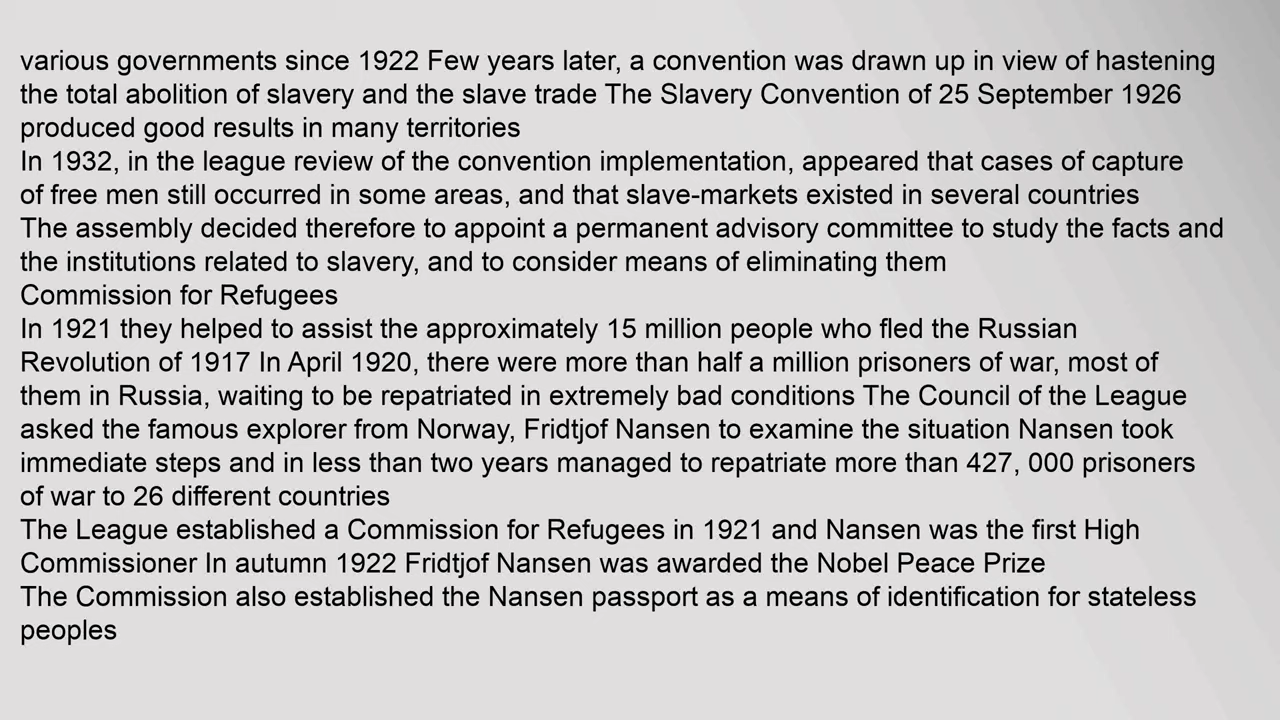 various governments since 1922 Few years later, a convention was drawn up in view of hastening
the total abolition of slavery and the slave trade The Slavery Convention of 25 September 1926
produced good results in many territories
In 1932, in the league review of the convention implementation, appeared that cases of capture
of free men still occurred in some areas, and that slave-markets existed in several countries
The assembly decided therefore to appoint a permanent advisory committee to study the facts and
the institutions related to slavery, and to consider means of eliminating them
Commission for Refugees
In 1921 they helped to assist the approximately 15 million people who fled the Russian
Revolution of 1917 In April 1920, there were more than half a million prisoners of war, most of
them in Russia, waiting to be repatriated in extremely bad conditions The Council of the League
asked the famous explorer from Norway, Fridtjof Nansen to examine the situation Nansen took
immediate steps and in less than two years managed to repatriate more than 427, 000 prisoners
of war to 26 different countries
The League established a Commission for Refugees in 1921 and Nansen was the first High
Commissioner In autumn 1922 Fridtjof Nansen was awarded the Nobel Peace Prize
The Commission also established the Nansen passport as a means of identification for stateless
peoples